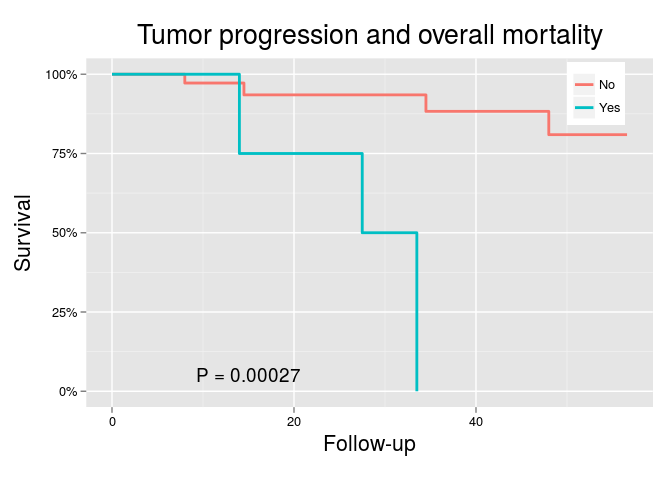 Tumor progression and overall mortality
100%
75%
50%
25%
0%
Survival
No
Yes
P = 0.00027
0
20
40
Follow-up